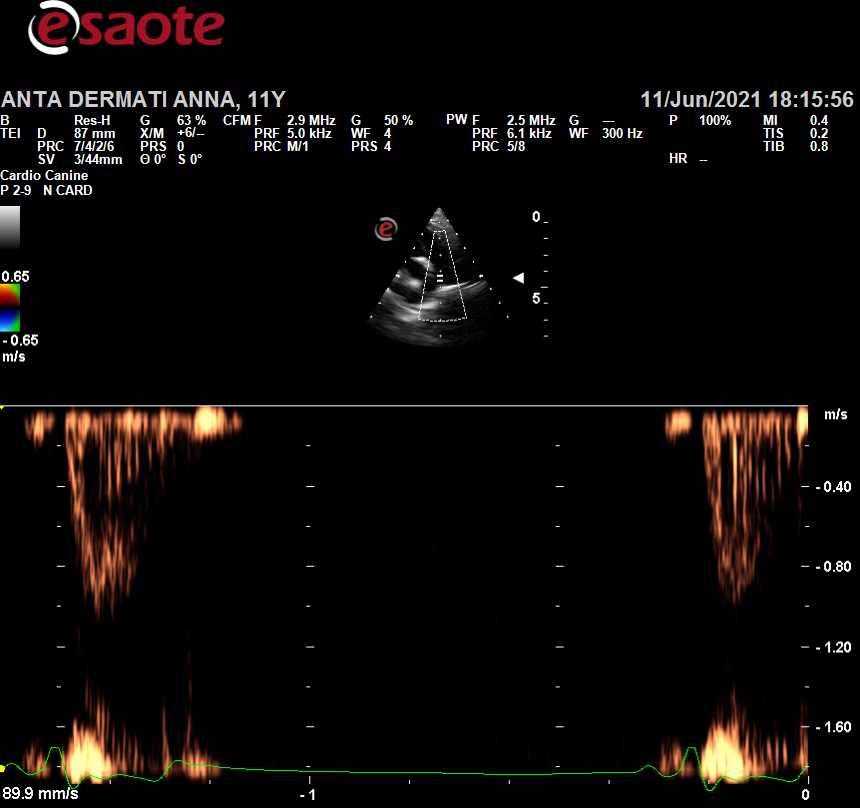 esaote
ANTA DERMATI ANNA, 11Y 11/Jun/2021 18:15:56
B Res-H G 63 % CFM F 2.9 MHz G 50 % PW F 2.5 MHz G --- P 100% MI 0.4
TEI D 87 mm X/M +6/-- PRF 5.0 kHz WF 4 PRF 6.1 kHz WF 300 Hz TIS 0.2
PRC 7/4/2/6 PRS 0 PRC M/1 PRS 4 PRC 5/8 TIB 0.8
SV 3/44mm Θ 0° S 0° HR --
Cardio Canine
P 2-9 N CARD
e
0
0.65
5
- 0.65
m/s
m/s
- 0.40
- 0.80
- 1.20
- 1.60
89.9 mm/s - 1 0